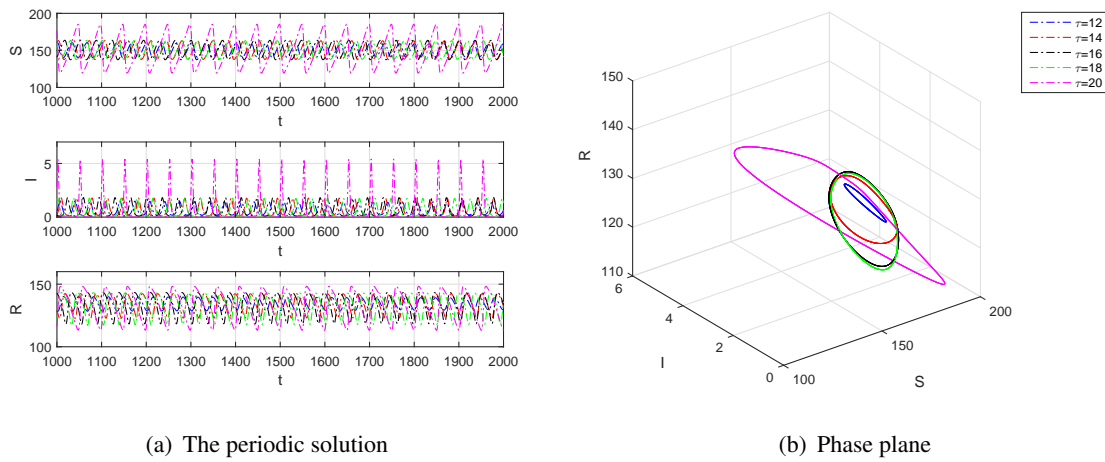 200
S
150
100
1000 1100 1200 1300 1400 1500 1600 1700 1800 1900 2000
t
5
I
0
1000 1100 1200 1300 1400 1500 1600 1700 1800 1900 2000
t
150
R
100
1000 1100 1200 1300 1400 1500 1600 1700 1800 1900 2000
t
(a) The periodic solution
τ=12
τ=14
τ=16
τ=18
τ=20
150
140
R
130
120
110
6
4
2
0
I
100
150
200
S
(b) Phase plane